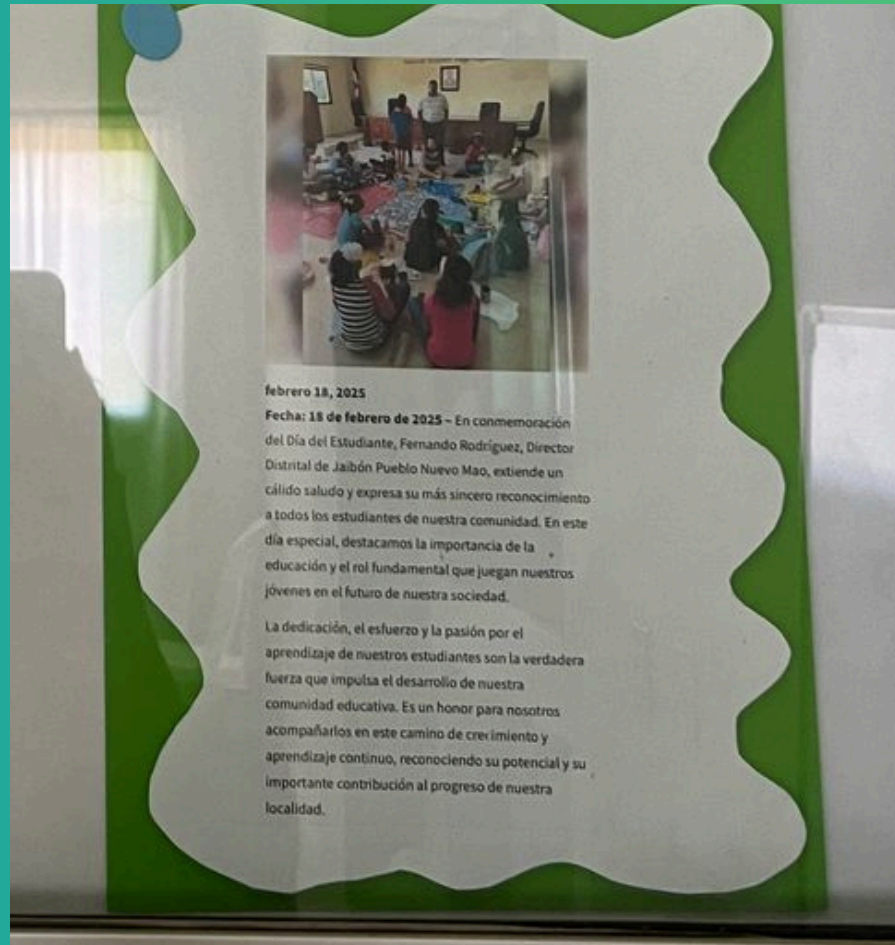 febrero 18, 2025
Fecha: 18 de febrero de 2025 – En conmemoración
del Día del Estudiante, Fernando Rodríguez, Director
Distrital de Jaibón Pueblo Nuevo Mao, extiende un
cálido saludo y expresa su más sincero reconocimiento
a todos los estudiantes de nuestra comunidad. En este
día especial, destacamos la importancia de la
educación y el rol fundamental que juegan nuestros
jóvenes en el futuro de nuestra sociedad.
La dedicación, el esfuerzo y la pasión por el
aprendizaje de nuestros estudiantes son la verdadera
fuerza que impulsa el desarrollo de nuestra
comunidad educativa. Es un honor para nosotros
acompañarlos en este camino de crecimiento y
aprendizaje continuo, reconociendo su potencial y su
importante contribución al progreso de nuestra
localidad.